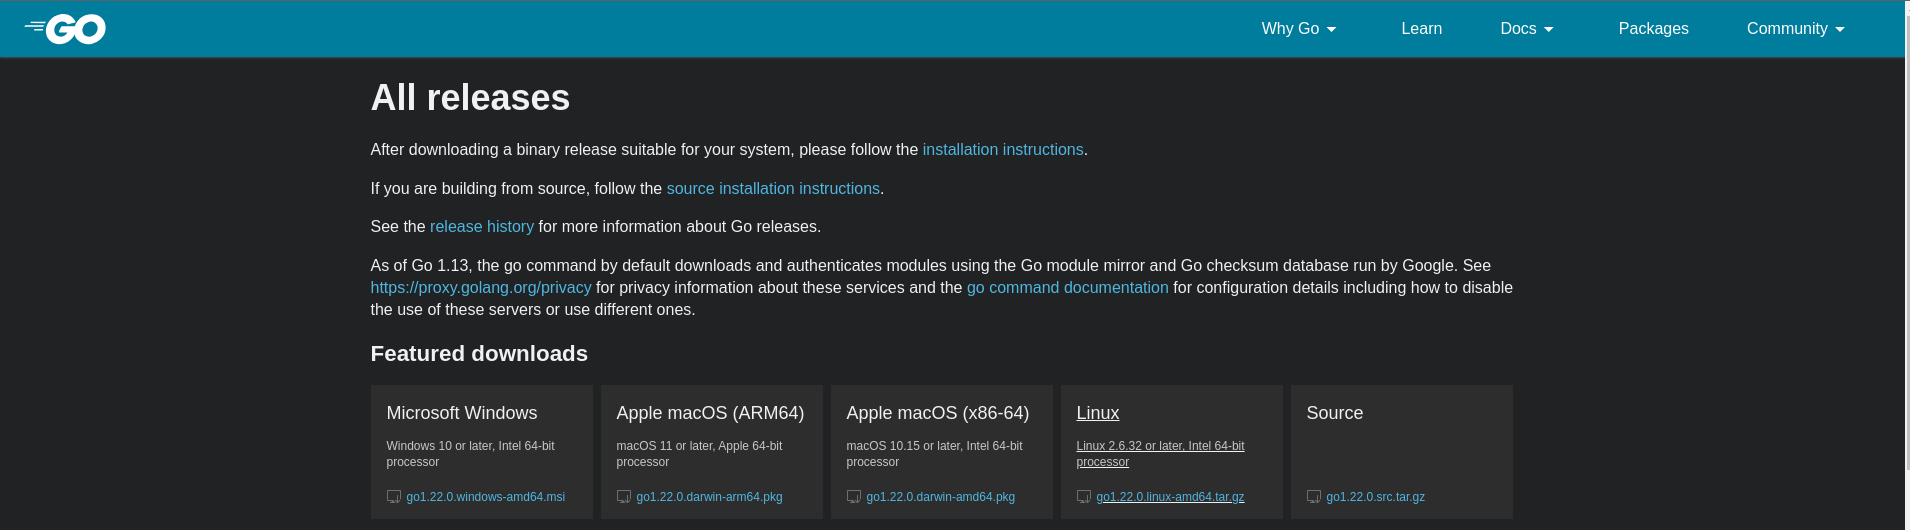 GO
Why Go
Learn
Docs
Packages
Community
All releases
After downloading a binary release suitable for your system, please follow the installation instructions.
If you are building from source, follow the source installation instructions.
See the release history for more information about Go releases.
As of Go 1.13, the go command by default downloads and authenticates modules using the Go module mirror and Go checksum database run by Google. See
https://proxy.golang.org/privacy for privacy information about these services and the go command documentation for configuration details including how to disable
the use of these servers or use different ones.
Featured downloads
Microsoft Windows
Windows 10 or later, Intel 64-bit
processor
go1.22.0.windows-amd64.msi
Apple macOS (ARM64)
macOS 11 or later, Apple 64-bit
processor
go1.22.0.darwin-arm64.pkg
Apple macOS (x86-64)
macOS 10.15 or later, Intel 64-bit
processor
go1.22.0.darwin-amd64.pkg
Linux
Linux 2.6.32 or later, Intel 64-bit
processor
go1.22.0.linux-amd64.tar.gz
Source
go1.22.0.src.tar.gz